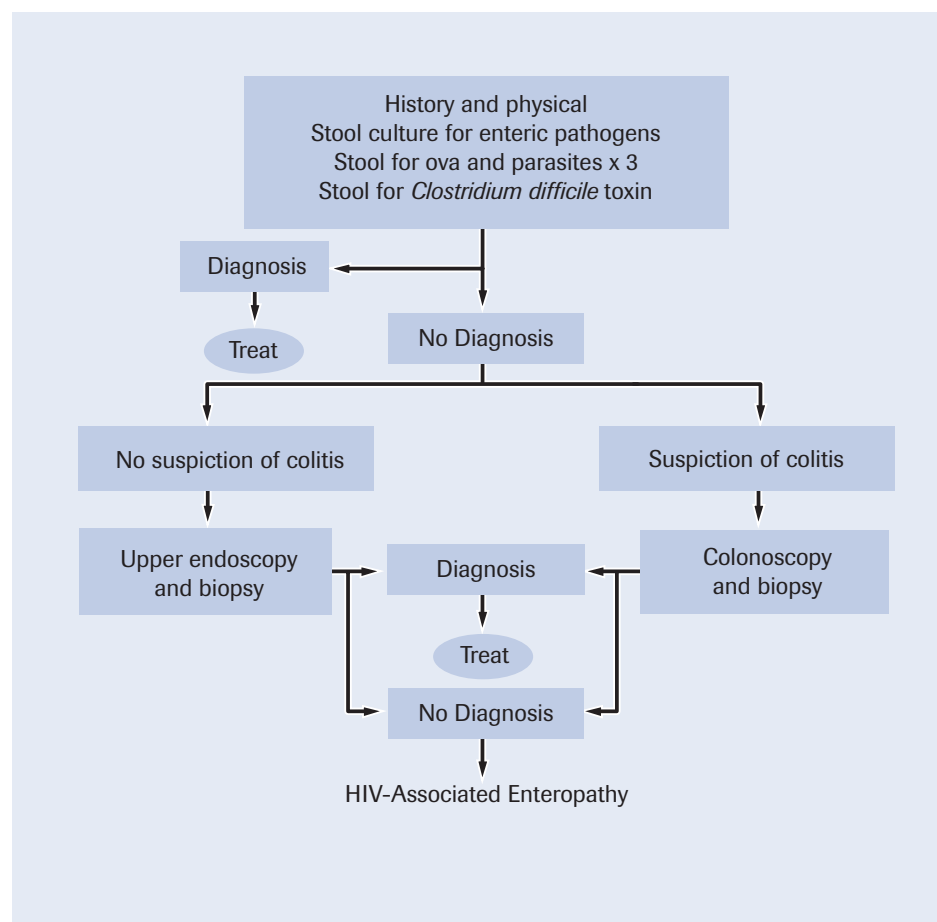 History and physical
Stool culture for enteric pathogens
Stool for ova and parasites x 3
Stool for Clostridium difficile toxin
Diagnosis
Treat
No Diagnosis
No suspiction of colitis
Suspiction of colitis
Upper endoscopy
and biopsy
Diagnosis
Colonoscopy
and biopsy
Treat
No Diagnosis
HIV-Associated Enteropathy